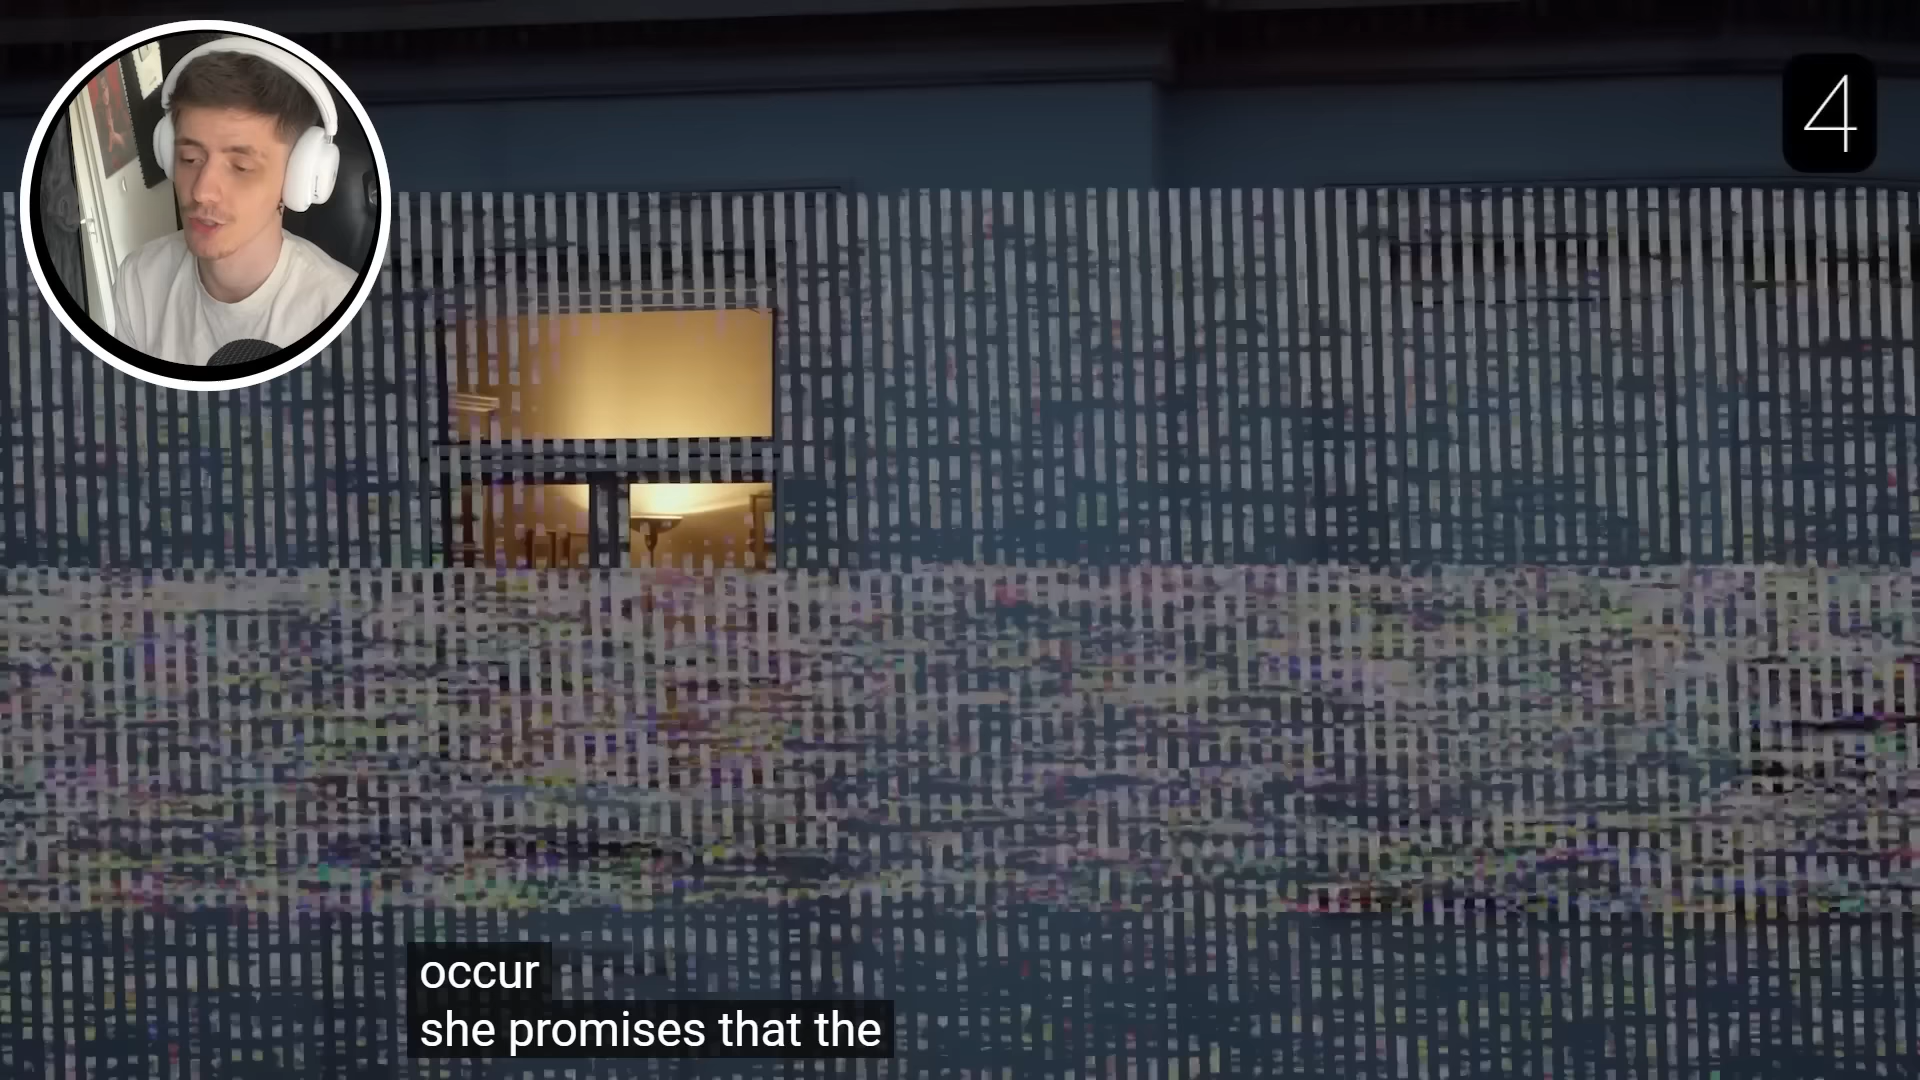 4
occur
she promises that the